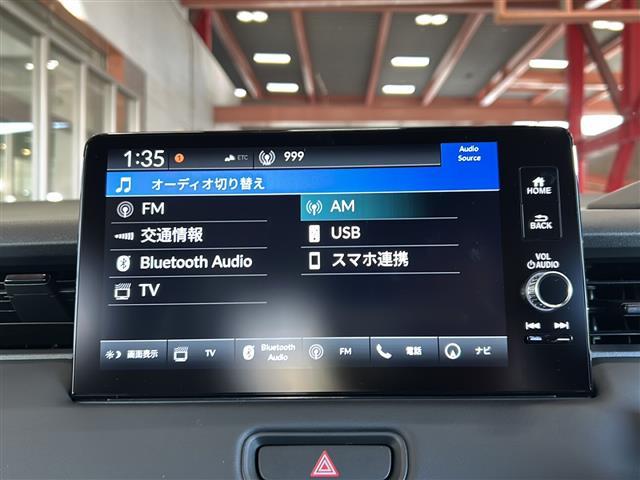 1:35 1 ETC 999 Audio Source
オーディオ切り替え
FM
AM
交通情報
USB
Bluetooth Audio
スマホ連携
TV
画面表示
TV
Bluetooth Audio
FM
電話
ナビ
HOME
BACK
VOL
AUDIO